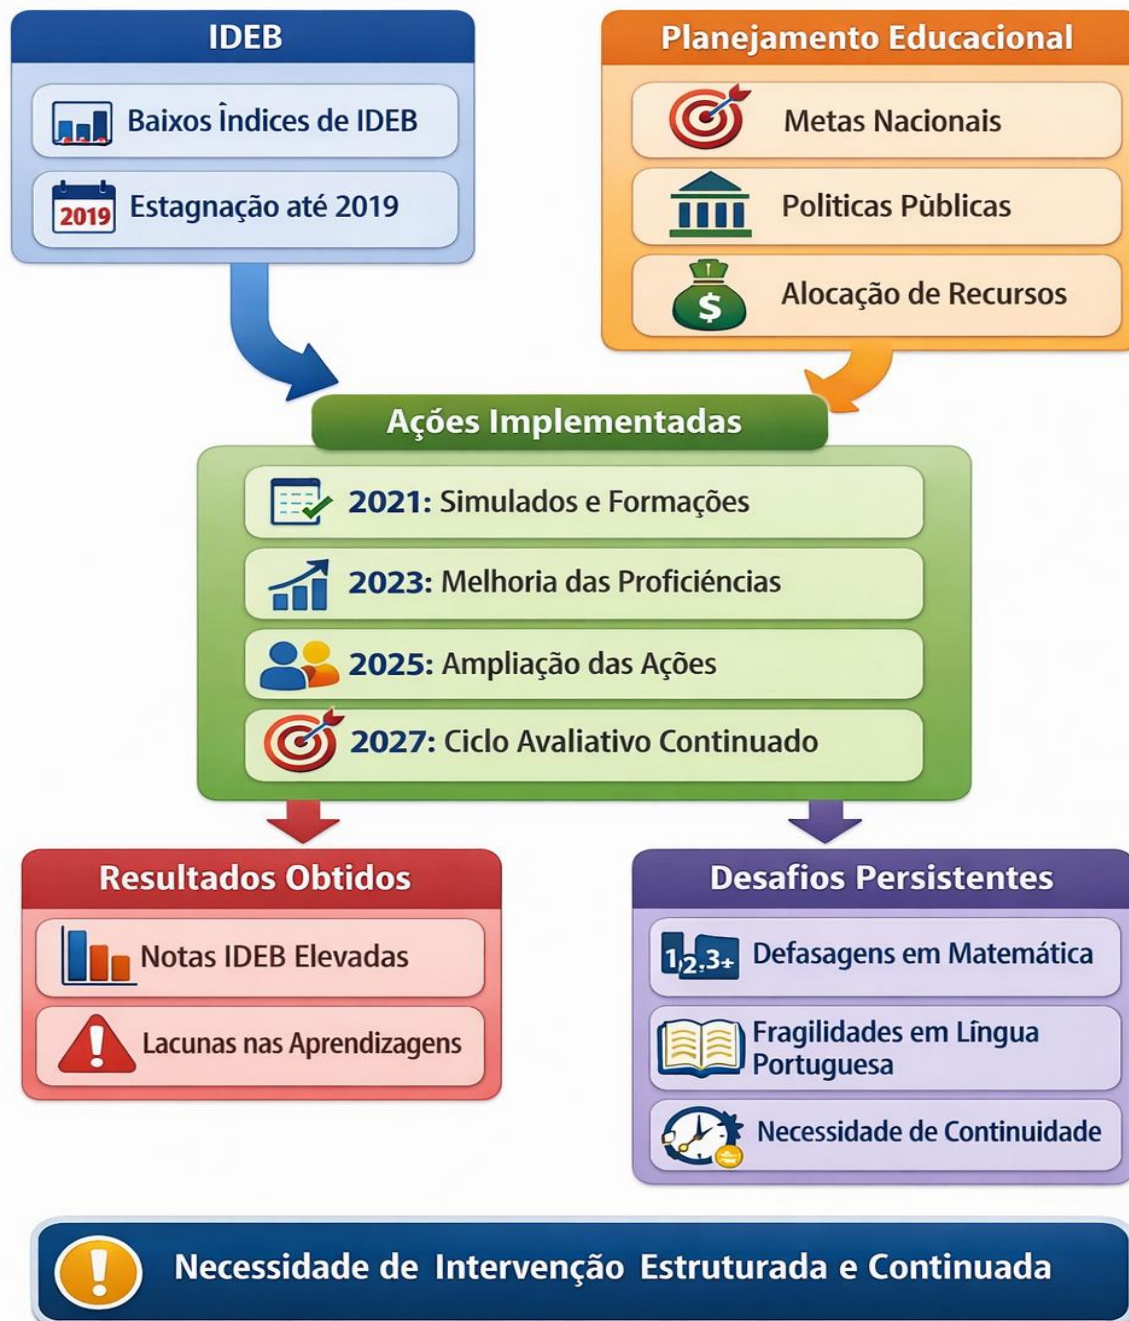 IDEB
Baixos Índices de IDEB
2019
Estagnação até 2019
Planejamento Educacional
Metas Nacionais
Politicas Pùblicas
$
Alocação de Recursos
Ações Implementadas
2021: Simulados e Formações
2023: Melhoria das Proficiéncias
2025: Ampliação das Ações
2027: Ciclo Avaliativo Continuado
Resultados Obtidos
Notas IDEB Elevadas
Lacunas nas Aprendizagens
Desafios Persistentes
1,2,3+
Defasagens em Matemática
Fragilidades em Língua
Portuguesa
Necessidade de Continuidade
Necessidade de Intervenção Estruturada e Continuada